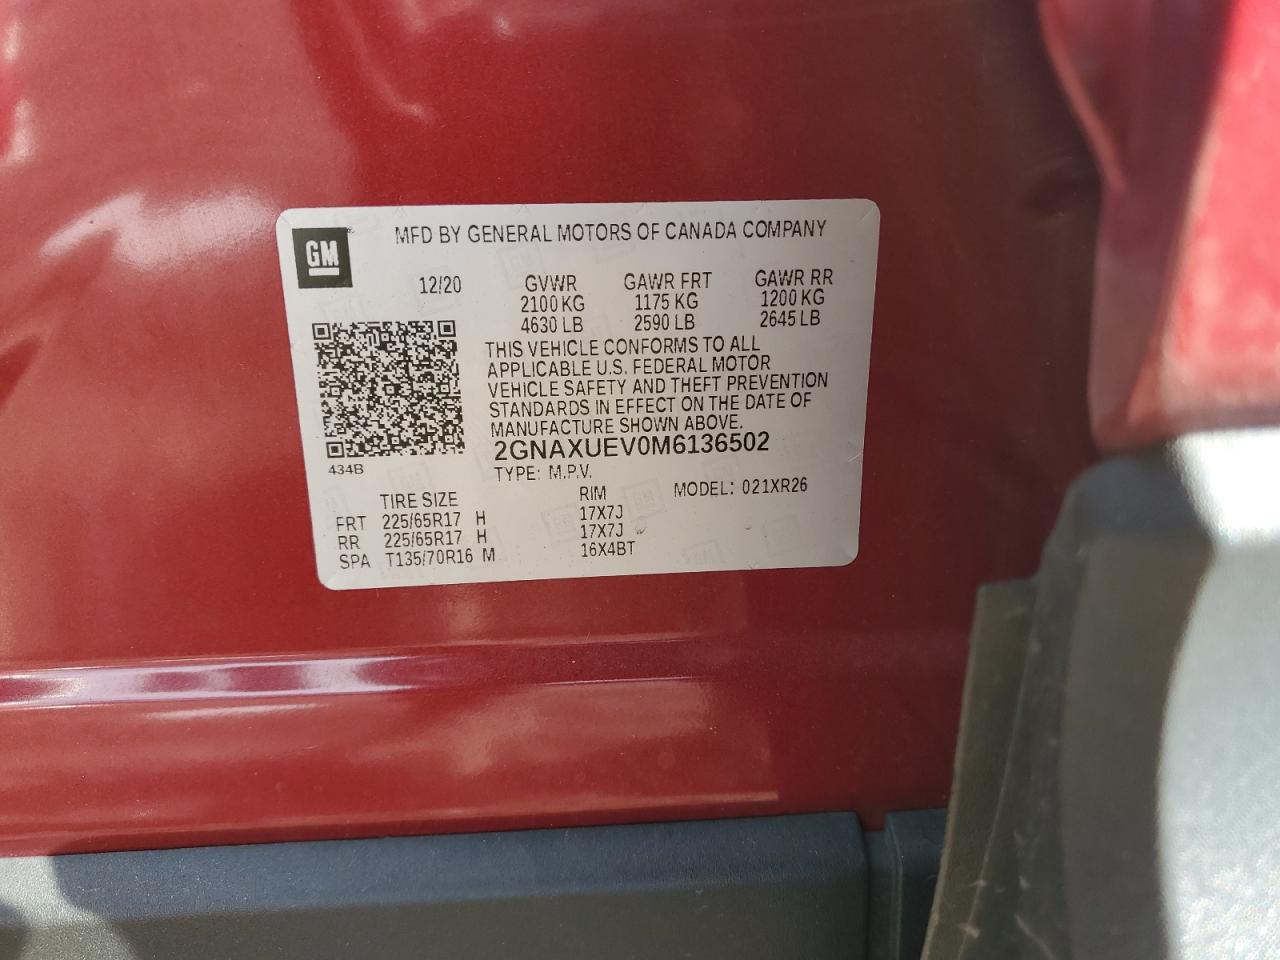 GM
MFD BY GENERAL MOTORS OF CANADA COMPANY
12/20 GVWR GAWR FRT GAWR RR
2100 KG 1175 KG 1200 KG
4630 LB 2590 LB 2645 LB
THIS VEHICLE CONFORMS TO ALL
APPLICABLE U.S. FEDERAL MOTOR
VEHICLE SAFETY AND THEFT PREVENTION
STANDARDS IN EFFECT ON THE DATE OF
MANUFACTURE SHOWN ABOVE.
2GNAXUEV0M6136502
434B
TYPE: M.P.V.
TIRE SIZE RIM MODEL: 021XR26
FRT 225/65R17 H 17X7J
RR 225/65R17 H 17X7J
SPA T135/70R16 M 16X4BT